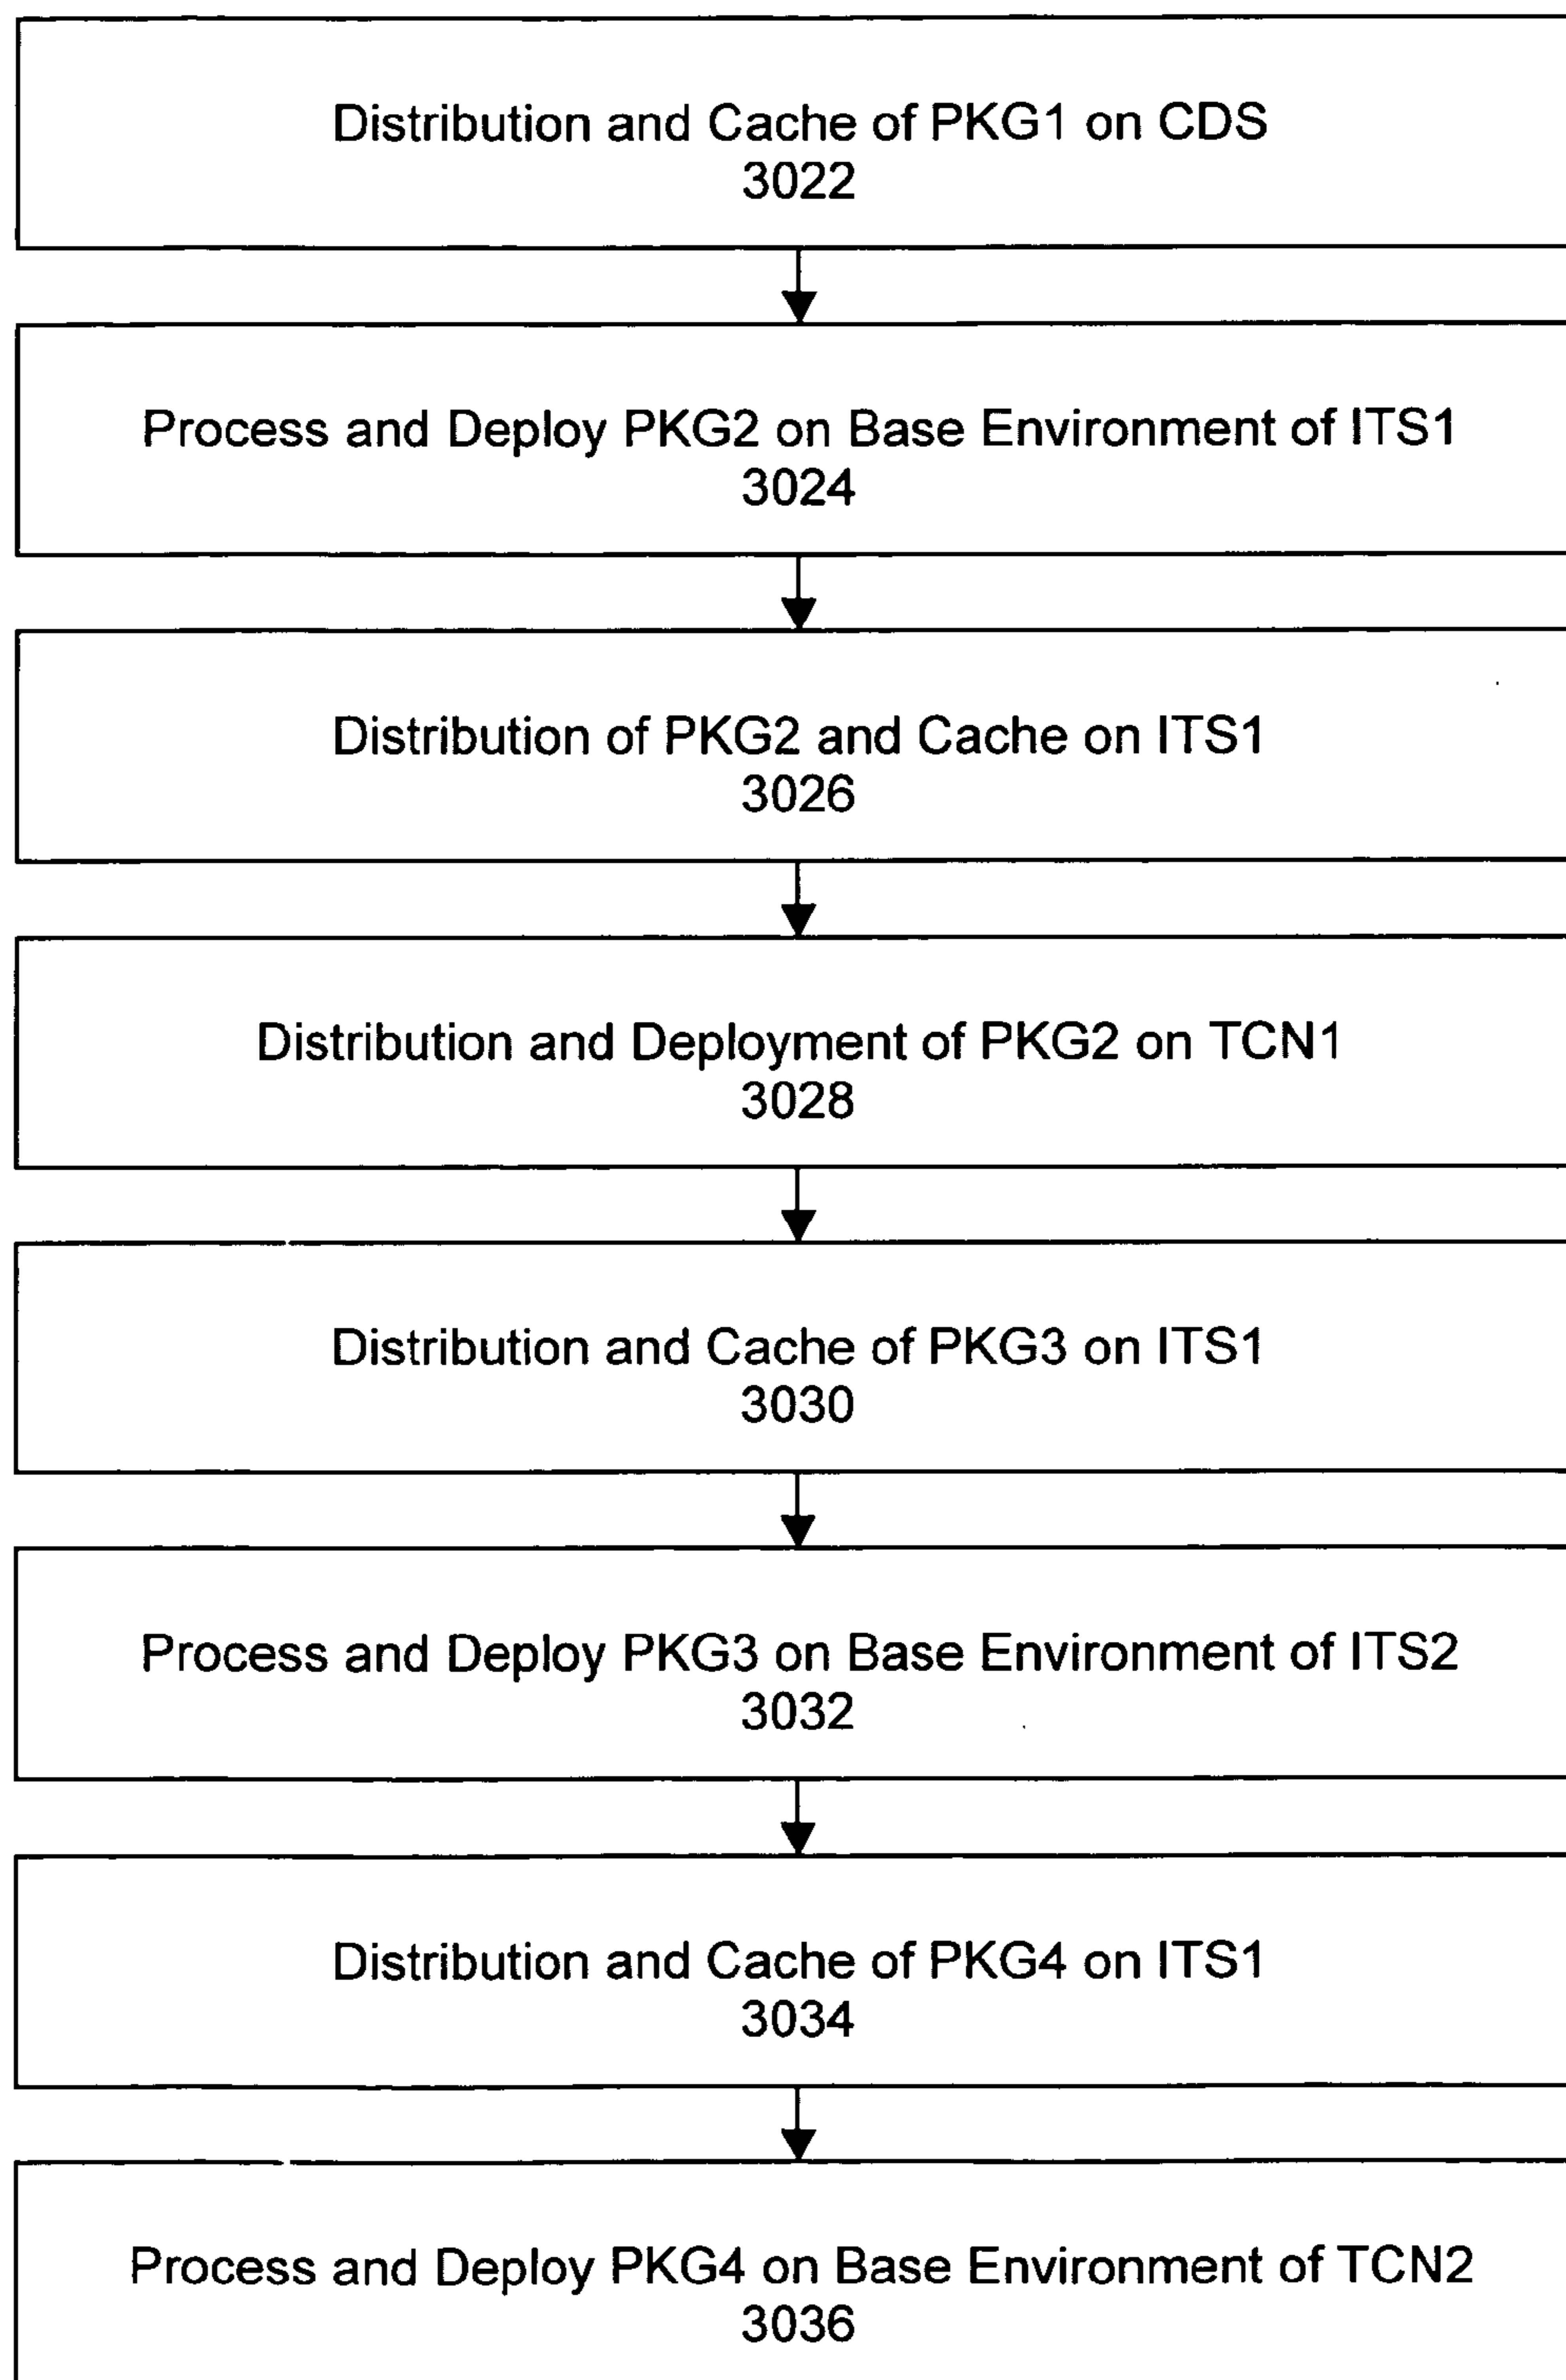 Distribution and Cache of PKG1 on CDS
3022
Process and Deploy PKG2 on Base Environment of ITS1
3024
Distribution of PKG2 and Cache on ITS1
3026
Distribution and Deployment of PKG2 on TCN1
3028
Distribution and Cache of PKG3 on ITS1
3030
Process and Deploy PKG3 on Base Environment of ITS2
3032
Distribution and Cache of PKG4 on ITS1
3034
Process and Deploy PKG4 on Base Environment of TCN2
3036